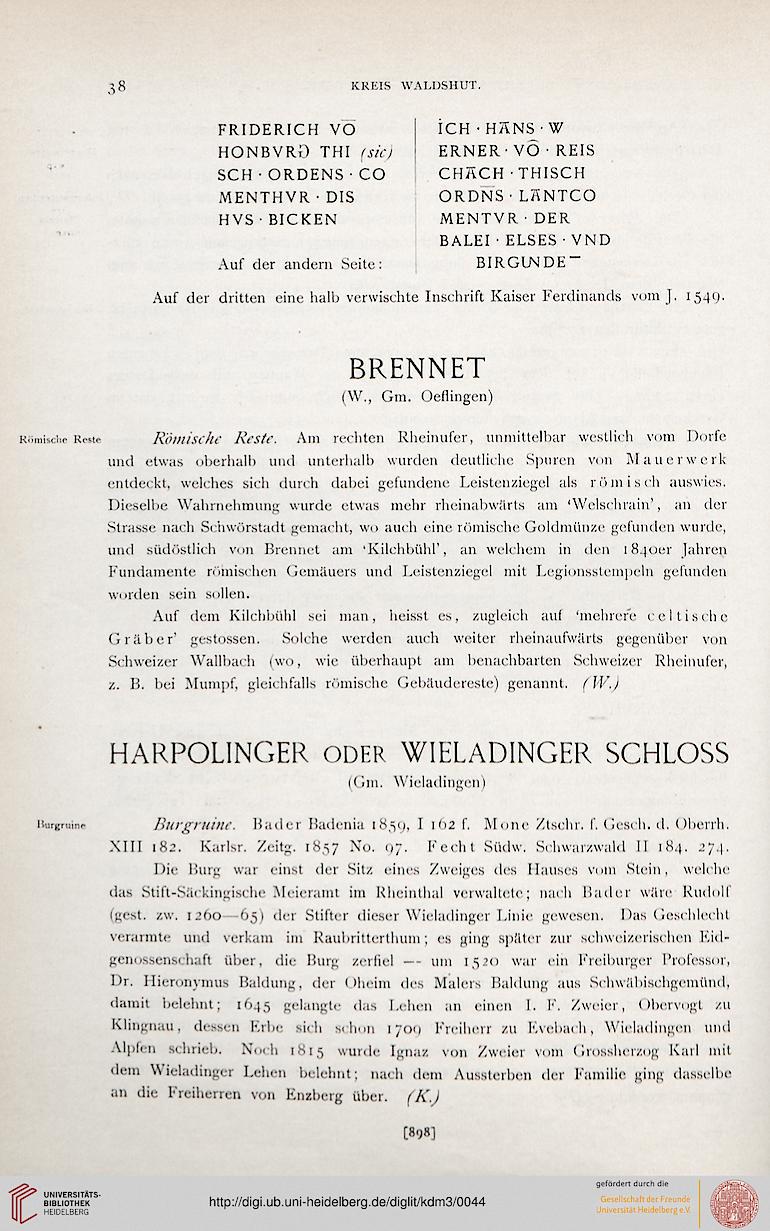 38 KREIS WALDSHUT.
FRIDERICH VŌ
HONBVRD THI (sic)
SCH · ORDENS · CO
MENTHVR · DIS
HVS · BICKEN
Auf der andern Seite:
ICH · HANS · W
ERNER · VŌ · REIS
CHACH · THISCH
ORDNS · LANTCO
MENTVR · DER
BALEI · ELSES · VND
BIRGUNDE‾
Auf der dritten eine halb verwischte Inschrift Kaiser Ferdinands vom J. 1549.
BRENNET
(W., Gm. Oeflingen)
Römische Reste
Römische Reste. Am rechten Rheinufer, unmittelbar westlich vom Dorfe
und etwas oberhalb und unterhalb wurden deutliche Spuren von Mauerwerk
entdeckt, welches sich durch dabei gefundene Leistenziegel als römisch auswies.
Dieselbe Wahrnehmung wurde etwas mehr rheinabwärts am ‘Welschrain’, an der
Strasse nach Schwörstadt gemacht, wo auch eine römische Goldmünze gefunden wurde,
und südöstlich von Brennet am ‘Kilchbühl’, an welchem in den 1840er Jahren
Fundamente römischen Gemäuers und Leistenziegel mit Legionsstempeln gefunden
worden sein sollen.
Auf dem Kilchbühl sei man, heisst es, zugleich auf ‘mehrere celtische
Gräber’ gestossen. Solche werden auch weiter rheinaufwärts gegenüber von
Schweizer Wallbach (wo, wie überhaupt am benachbarten Schweizer Rheinufer,
z. B. bei Mumpf, gleichfalls römische Gebäudereste) genannt. (W.)
HARPOLINGER ODER WIELADINGER SCHLOSS
(Gm. Wieladingen)
Burgruine
Burgruine. Bader Badenia 1859, I 162 f. Mone Ztschr. f. Gesch. d. Oberrh.
XIII 182. Karlsr. Zeitg. 1857 No. 97. Fecht Südw. Schwarzwald II 184. 274.
Die Burg war einst der Sitz eines Zweiges des Hauses vom Stein, welche
das Stift-Säckingische Meieramt im Rheinthal verwaltete; nach Bader wäre Rudolf
(gest. zw. 1260—65) der Stifter dieser Wieladinger Linie gewesen. Das Geschlecht
verarmte und verkam im Raubritterthum; es ging später zur schweizerischen Eid-
genossenschaft über, die Burg zerfiel — um 1520 war ein Freiburger Professor,
Dr. Hieronymus Baldung, der Oheim des Malers Baldung aus Schwäbischgemünd,
damit belehnt; 1645 gelangte das Lehen an einen I. F. Zweier, Obervogt zu
Klingnau, dessen Erbe sich schon 1709 Freiherr zu Evebach, Wieladingen und
Alpfen schrieb. Noch 1815 wurde Ignaz von Zweier vom Grossherzog Karl mit
dem Wieladinger Lehen belehnt; nach dem Aussterben der Familie ging dasselbe
an die Freiherren von Enzberg über. (K.)
[898]
UNIVERSITÄTS-
BIBLIOTHEK
HEIDELBERG
http://digi.ub.uni-heidelberg.de/diglit/kdm3/0044
gefördert durch die
Gesellschaft der Freunde
Universität Heidelberg e.V.